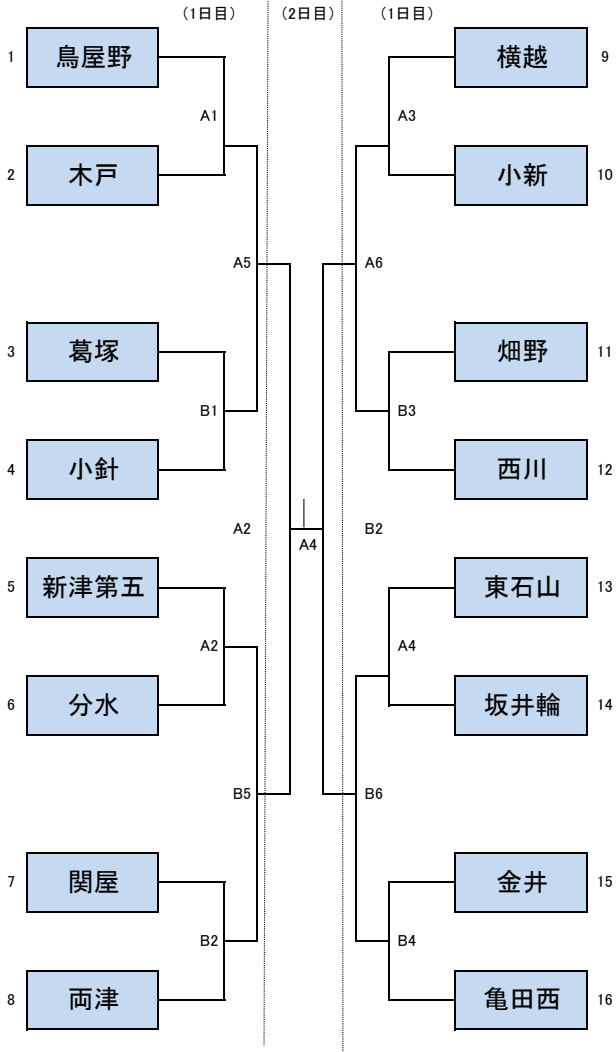 （1日目）
（2日目）
（1日目）
1
鳥屋野
横越
9
A1
A3
2
木戸
小新
10
A5
A6
3
葛塚
畑野
11
B1
B3
4
小針
西川
12
A2
A4
B2
5
新津第五
東石山
13
A2
A4
6
分水
坂井輪
14
B5
B6
7
関屋
金井
15
B2
B4
8
両津
亀田西
16